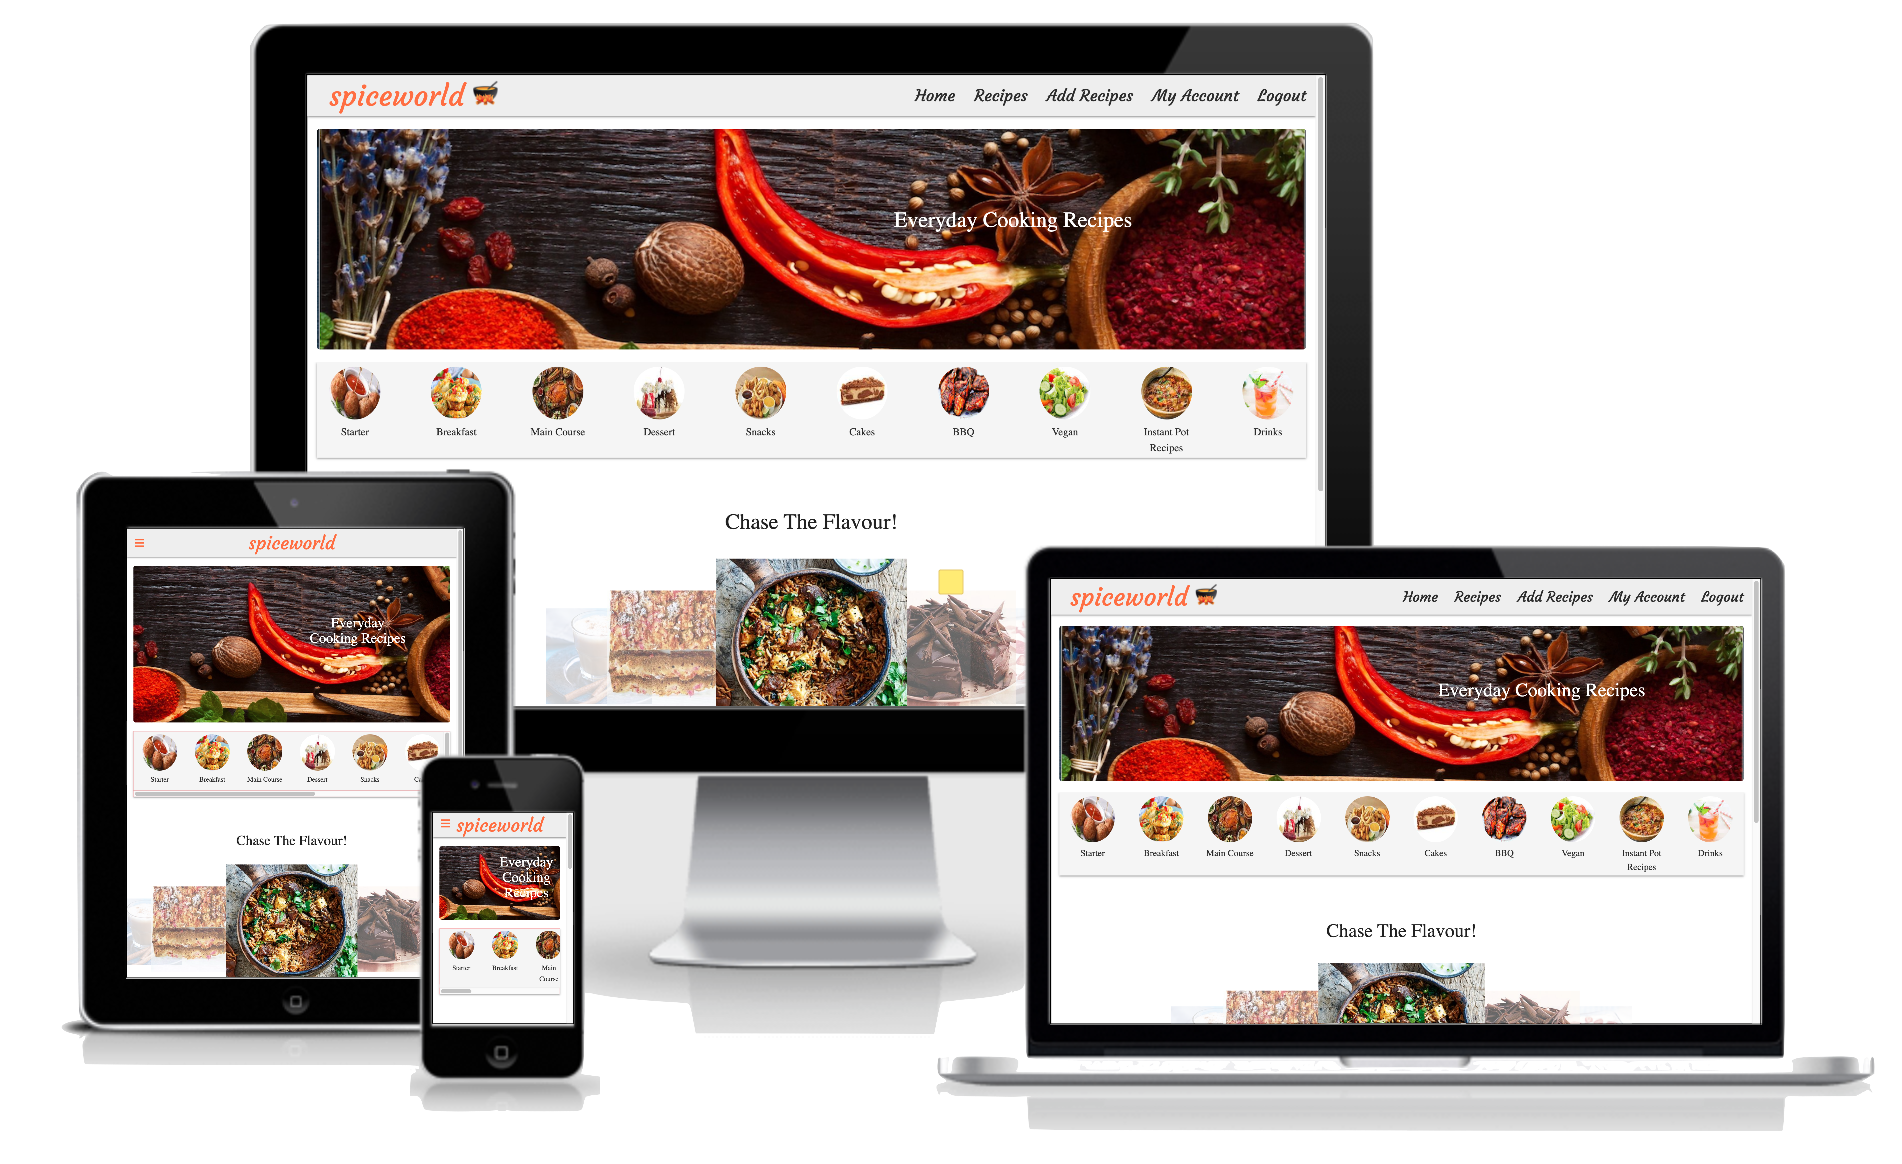 spiceworld
Home Recipes Add Recipes My Account Logout
Everyday Cooking Recipes
Starter Breakfast Main Course Dessert Snacks Cakes BBQ Vegan Instant Pot Drinks
Recipes
Chase The Flavour!
spiceworld
Everyday
Cooking Recipes
Starter Breakfast Main Course Dessert Snacks
Chase The Flavour!
spiceworld
Everyday
Cooking
Recipes
Starter Breakfast Main
Course
spiceworld
Home Recipes Add Recipes My Account Logout
Everyday Cooking Recipes
Starter Breakfast Main Course Dessert Snacks Cakes BBQ Vegan Instant Pot Drinks
Recipes
Chase The Flavour!